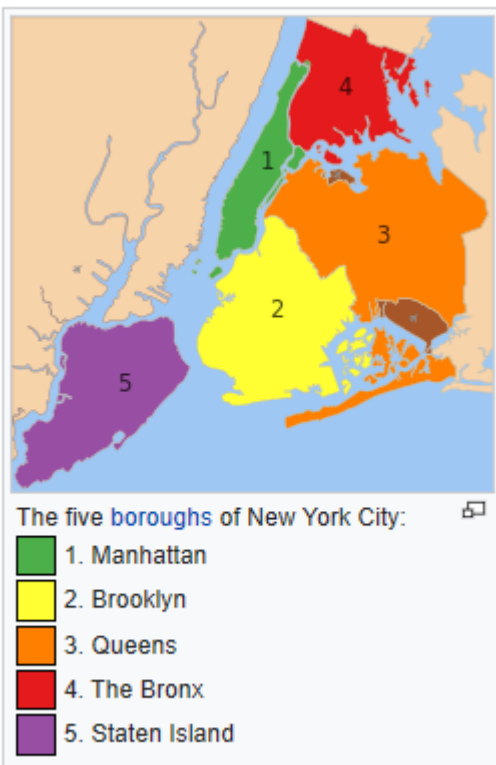 4
1
3
2
5
The five boroughs of New York City:
1. Manhattan
2. Brooklyn
3. Queens
4. The Bronx
5. Staten Island